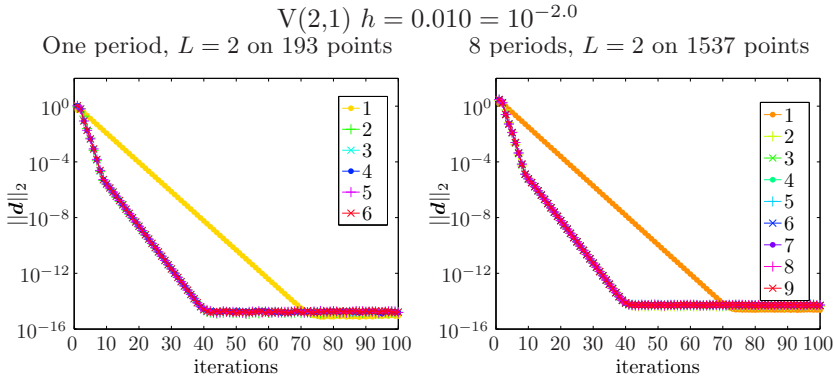 V(2,1) h = 0.010 = 10^{-2.0}
One period, L = 2 on 193 points
8 periods, L = 2 on 1537 points
||d||_2
10^0
10^{-4}
10^{-8}
10^{-12}
10^{-16}
0 10 20 30 40 50 60 70 80 90 100
iterations
1
2
3
4
5
6
||d||_2
10^0
10^{-4}
10^{-8}
10^{-12}
10^{-16}
0 10 20 30 40 50 60 70 80 90 100
iterations
1
2
3
4
5
6
7
8
9